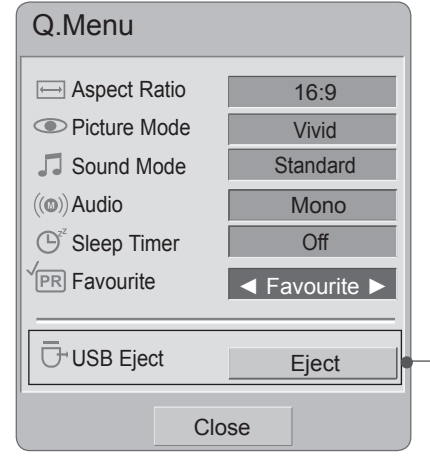 Q.Menu
Aspect Ratio 16:9
Picture Mode Vivid
Sound Mode Standard
((M)) Audio Mono
zz Sleep Timer Off
PR Favourite ◄ Favourite ►
USB Eject Eject
Close